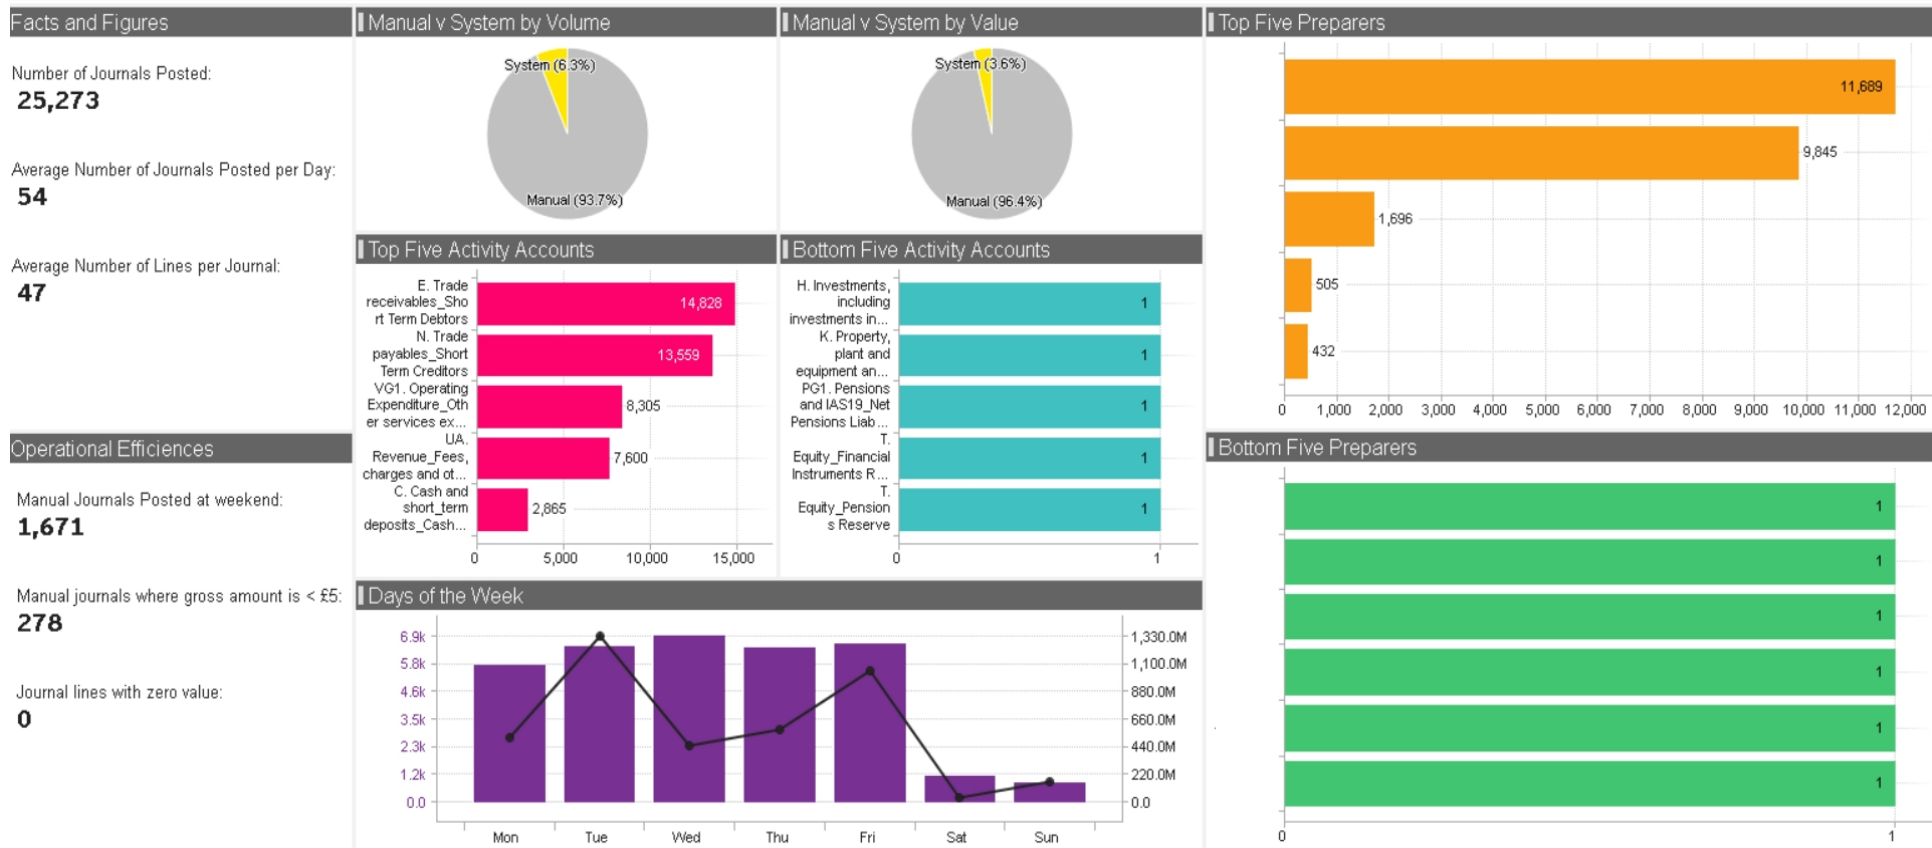 Facts and Figures
Number of Journals Posted:
25,273
Average Number of Journals Posted per Day:
54
Average Number of Lines per Journal:
47
Operational Efficiences
Manual Journals Posted at weekend:
1,671
Manual journals where gross amount is < £5:
278
Journal lines with zero value:
0
Manual v System by Volume
System (6.3%)
Manual (93.7%)
Manual v System by Value
System (3.6%)
Manual (96.4%)
Top Five Activity Accounts
E. Trade
receivables_Sho
rt Term Debtors
14,828
N. Trade
payables_Short
Term Creditors
13,559
VG1. Operating
Expenditure_Oth
er services ex...
8,305
UA.
Revenue_Fees,
charges and ot...
7,600
C. Cash and
short_term
deposits_Cash...
2,865
0 5,000 10,000 15,000
Bottom Five Activity Accounts
H. Investments,
including
investments in...
1
K. Property,
plant and
equipment an...
1
PG1. Pensions
and IAS19_Net
Pensions Liab...
1
T.
Equity_Financial
Instruments R...
1
T.
Equity_Pension
s Reserve
1
0 1
Days of the Week
6.9k 1,330.0M
5.8k 1,100.0M
4.6k 880.0M
3.5k 660.0M
2.3k 440.0M
1.2k 220.0M
0.0 0.0
Mon Tue Wed Thu Fri Sat Sun
Top Five Preparers
11,689
9,845
1,696
505
432
0 1,000 2,000 3,000 4,000 5,000 6,000 7,000 8,000 9,000 10,000 11,000 12,000
Bottom Five Preparers
1
1
1
1
1
1
0 1